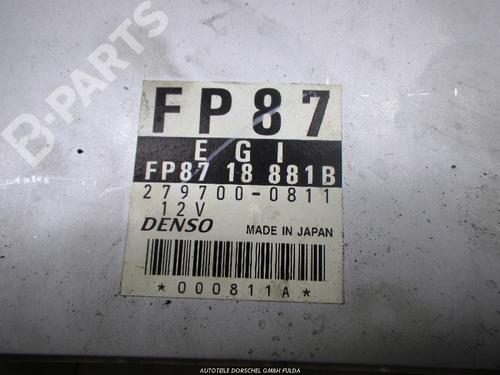 B-PARTS
FP87
EGI
FP87 18 881B
279700-0811
12V
DENSO MADE IN JAPAN
*000811A*
AUTOTEILE DORSCHEL GMBH FULDA